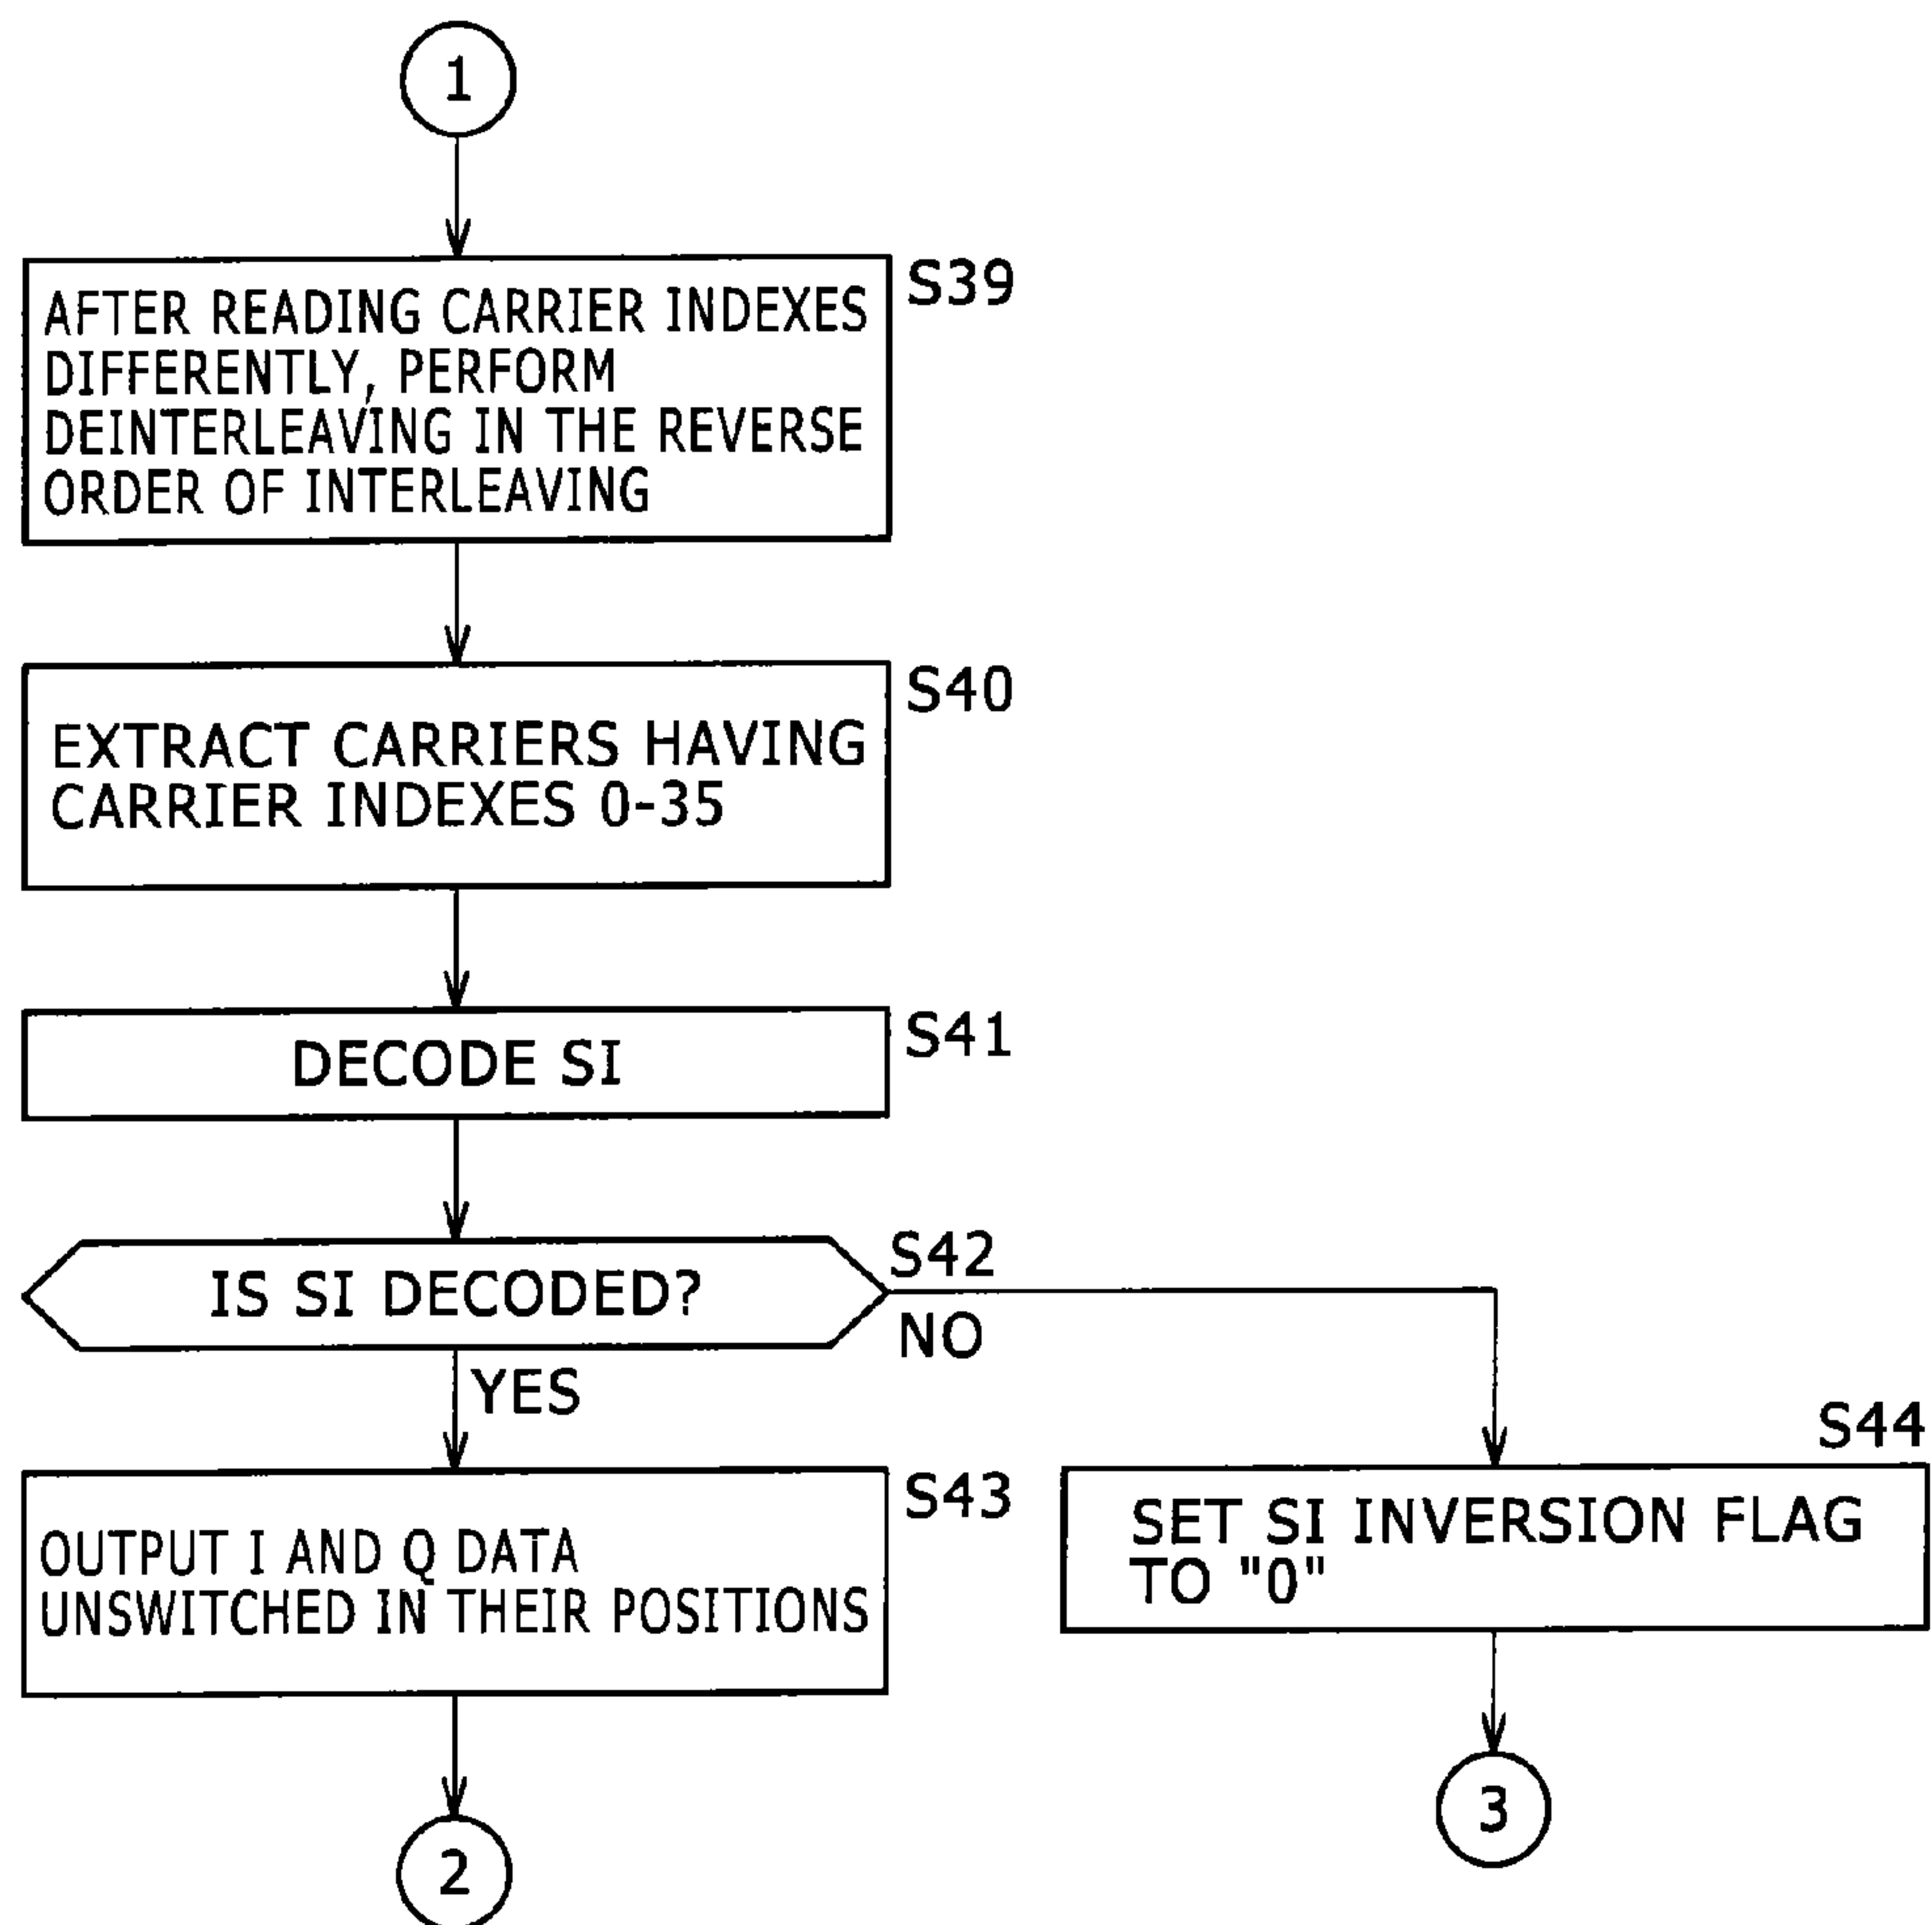 1
AFTER READING CARRIER INDEXES
DIFFERENTLY, PERFORM
DEINTERLEAVING IN THE REVERSE
ORDER OF INTERLEAVING
S39
EXTRACT CARRIERS HAVING
CARRIER INDEXES 0-35
S40
DECODE SI
S41
IS SI DECODED?
S42
NO
YES
OUTPUT I AND Q DATA
UNSWITCHED IN THEIR POSITIONS
S43
S44
SET SI INVERSION FLAG
TO "0"
2
3